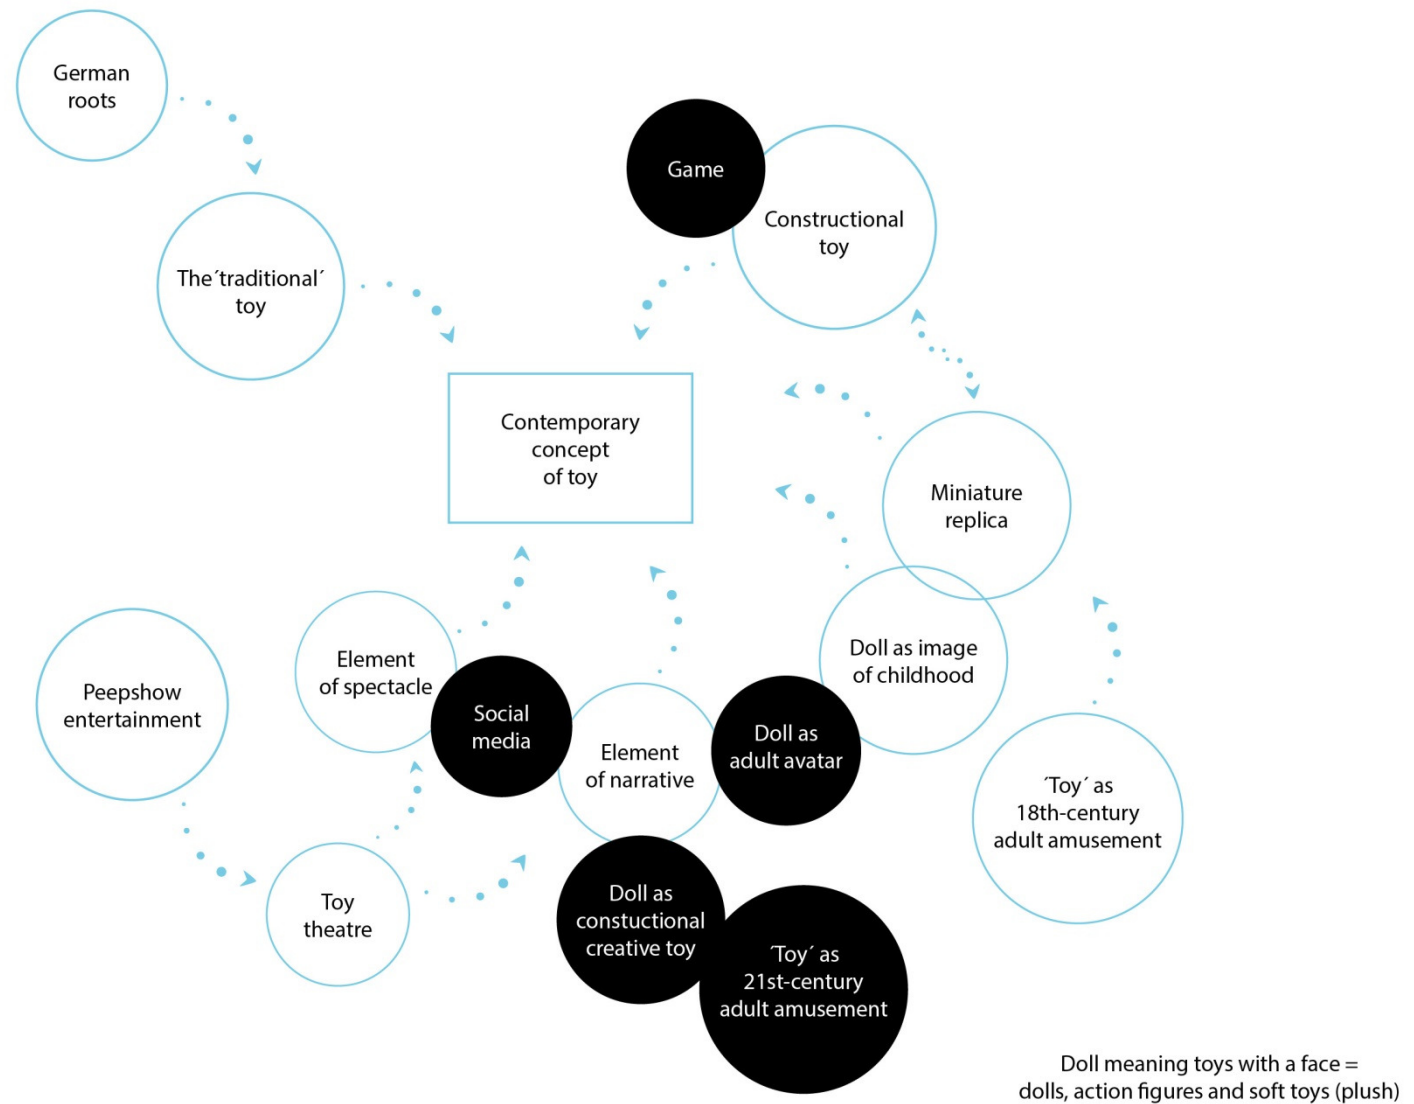 German
roots
Game
Constructional
toy
The´traditional´
toy
Contemporary
concept
of toy
Miniature
replica
Element
of spectacle
Doll as image
of childhood
Peepshow
entertainment
Social
media
Element
of narrative
Doll as
adult avatar
´Toy´ as
18th-century
adult amusement
Toy
theatre
Doll as
constuctional
creative toy
´Toy´ as
21st-century
adult amusement
Doll meaning toys with a face =
dolls, action figures and soft toys (plush)